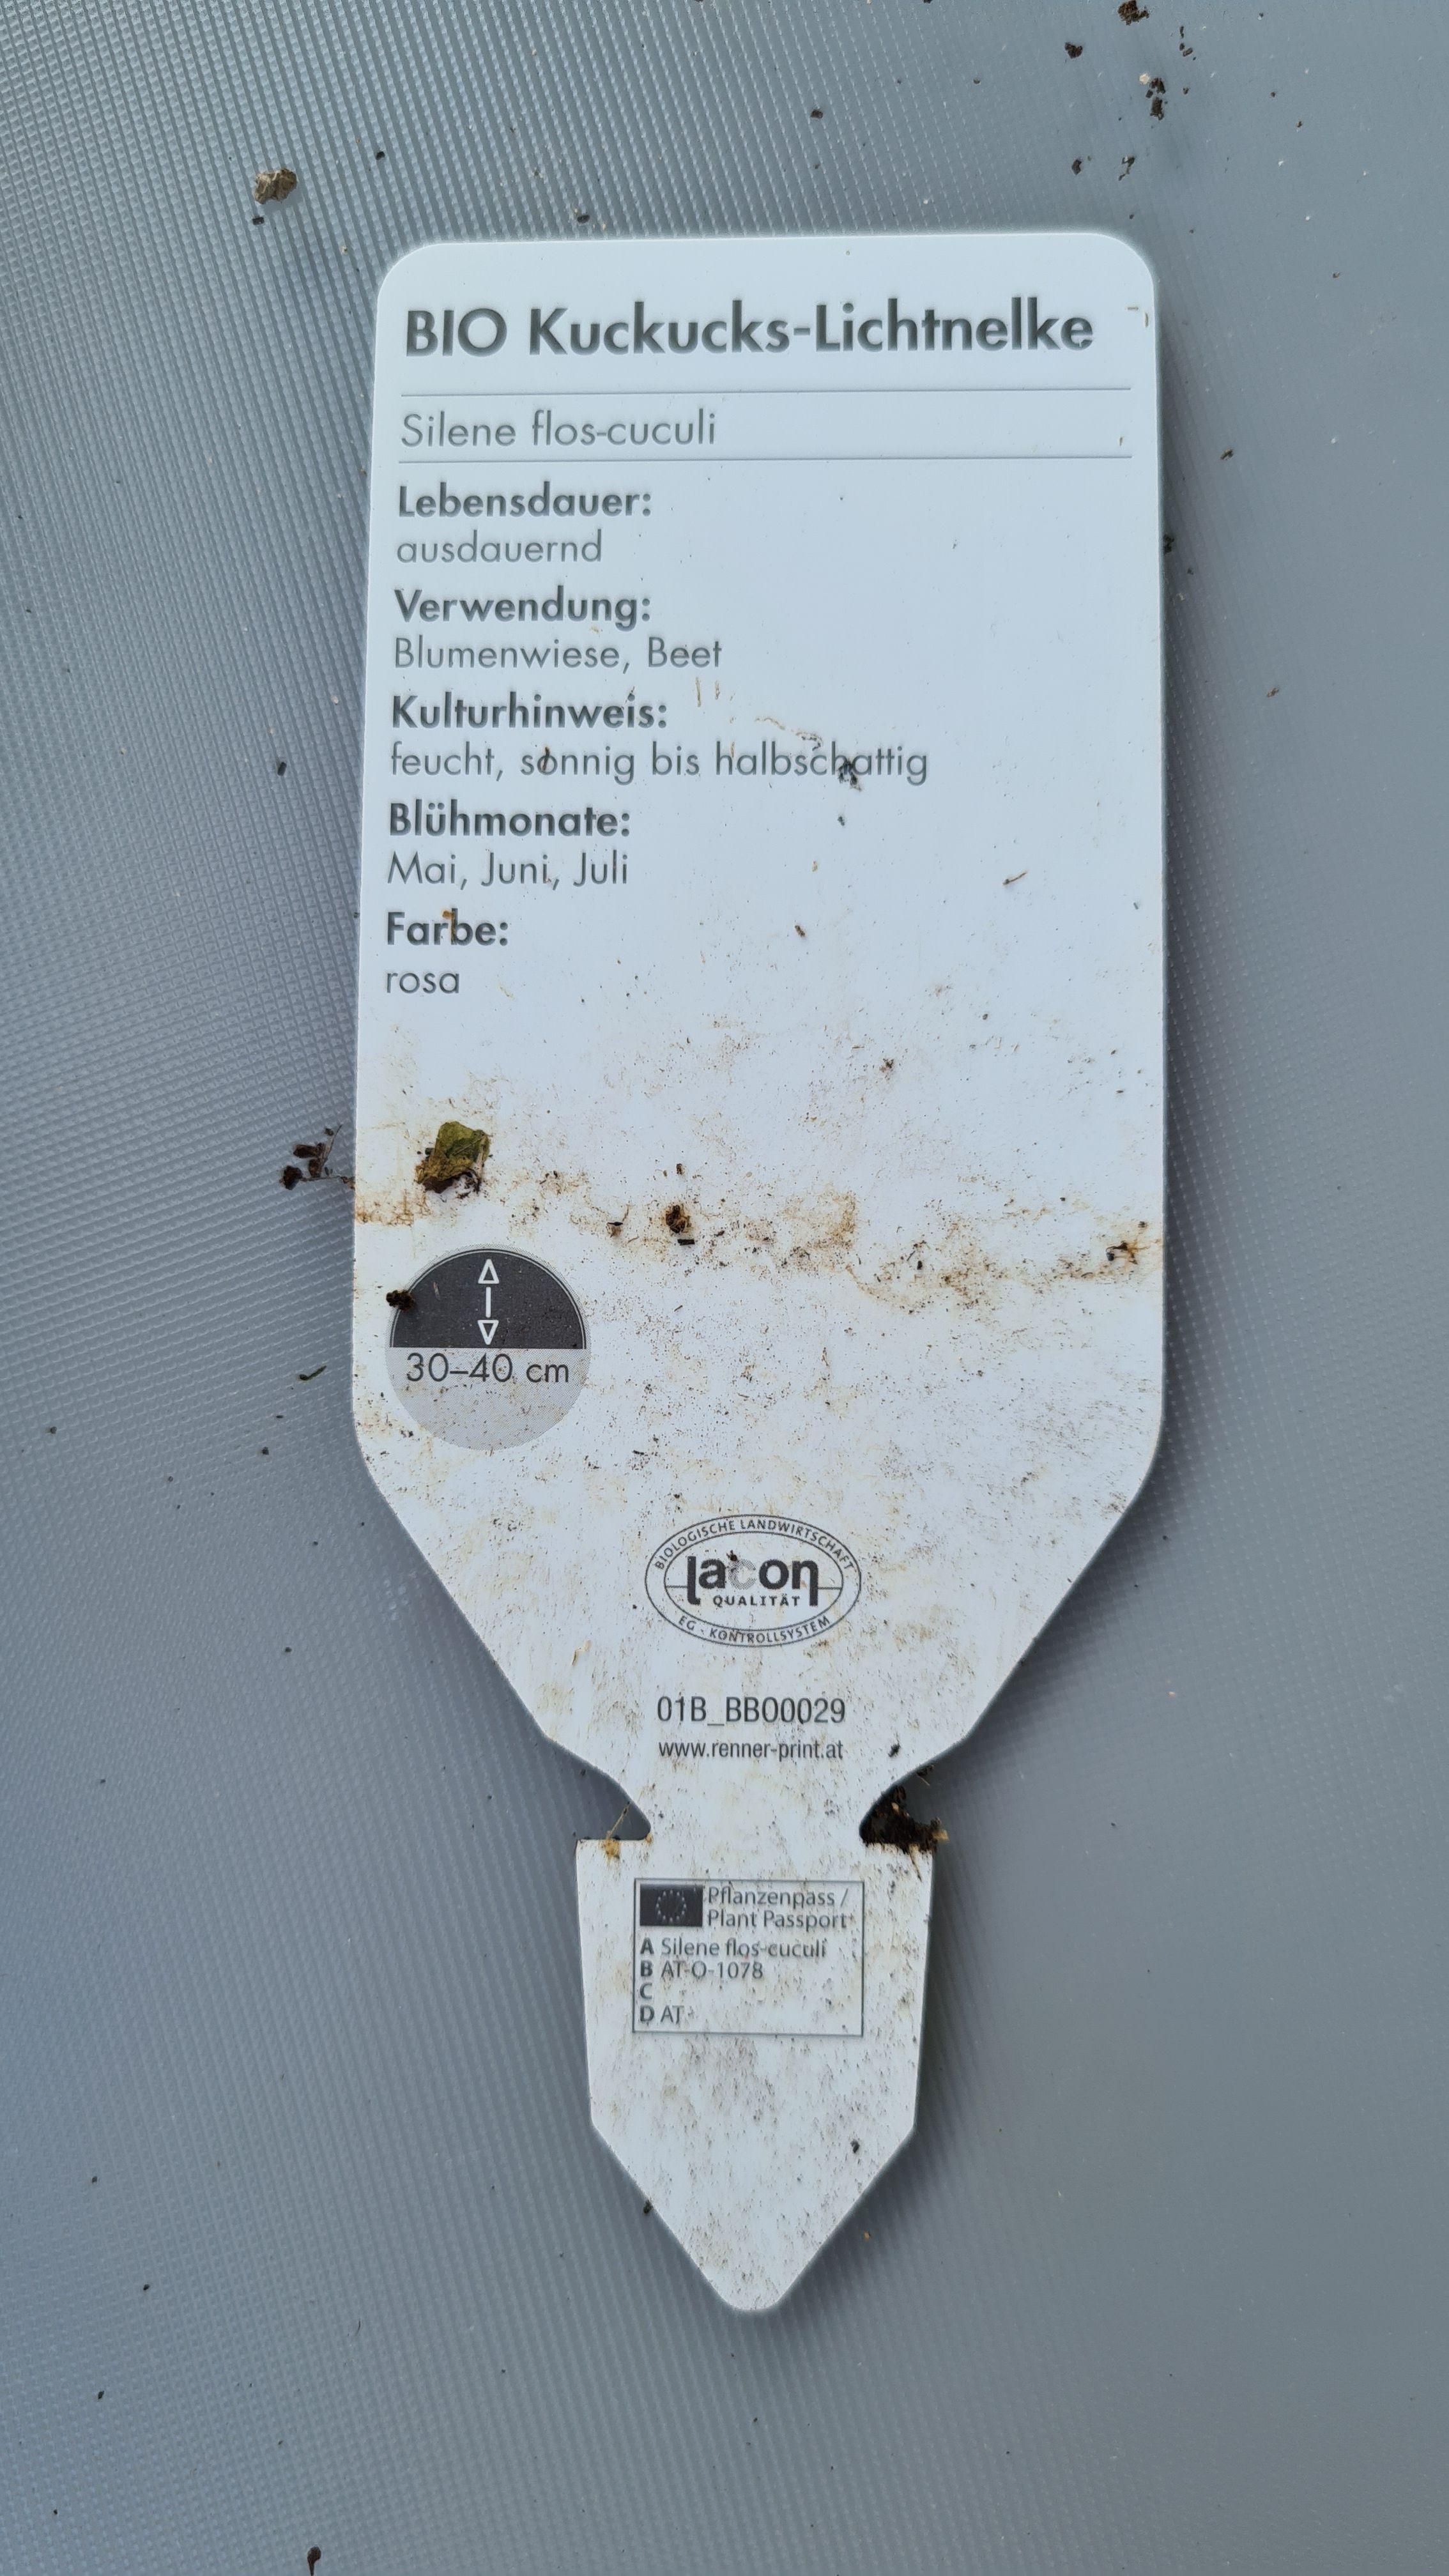 BIO Kuckucks-Lichtnelke
Silene flos-cuculi
Lebensdauer:
ausdauernd
Verwendung:
Blumenwiese, Beet
Kulturhinweis:
feucht, sonnig bis halbschattig
Blühmonate:
Mai, Juni, Juli
Farbe:
rosa
30–40 cm
BIOLOGISCHE LANDWIRTSCHAFT
lacon
QUALITÄT
EG - KONTROLLSYSTEM
01B_BBO0029
www.renner-print.at
Pflanzenpass /
Plant Passport
A Silene flos-cuculi
B AT-O-1078
C
D AT